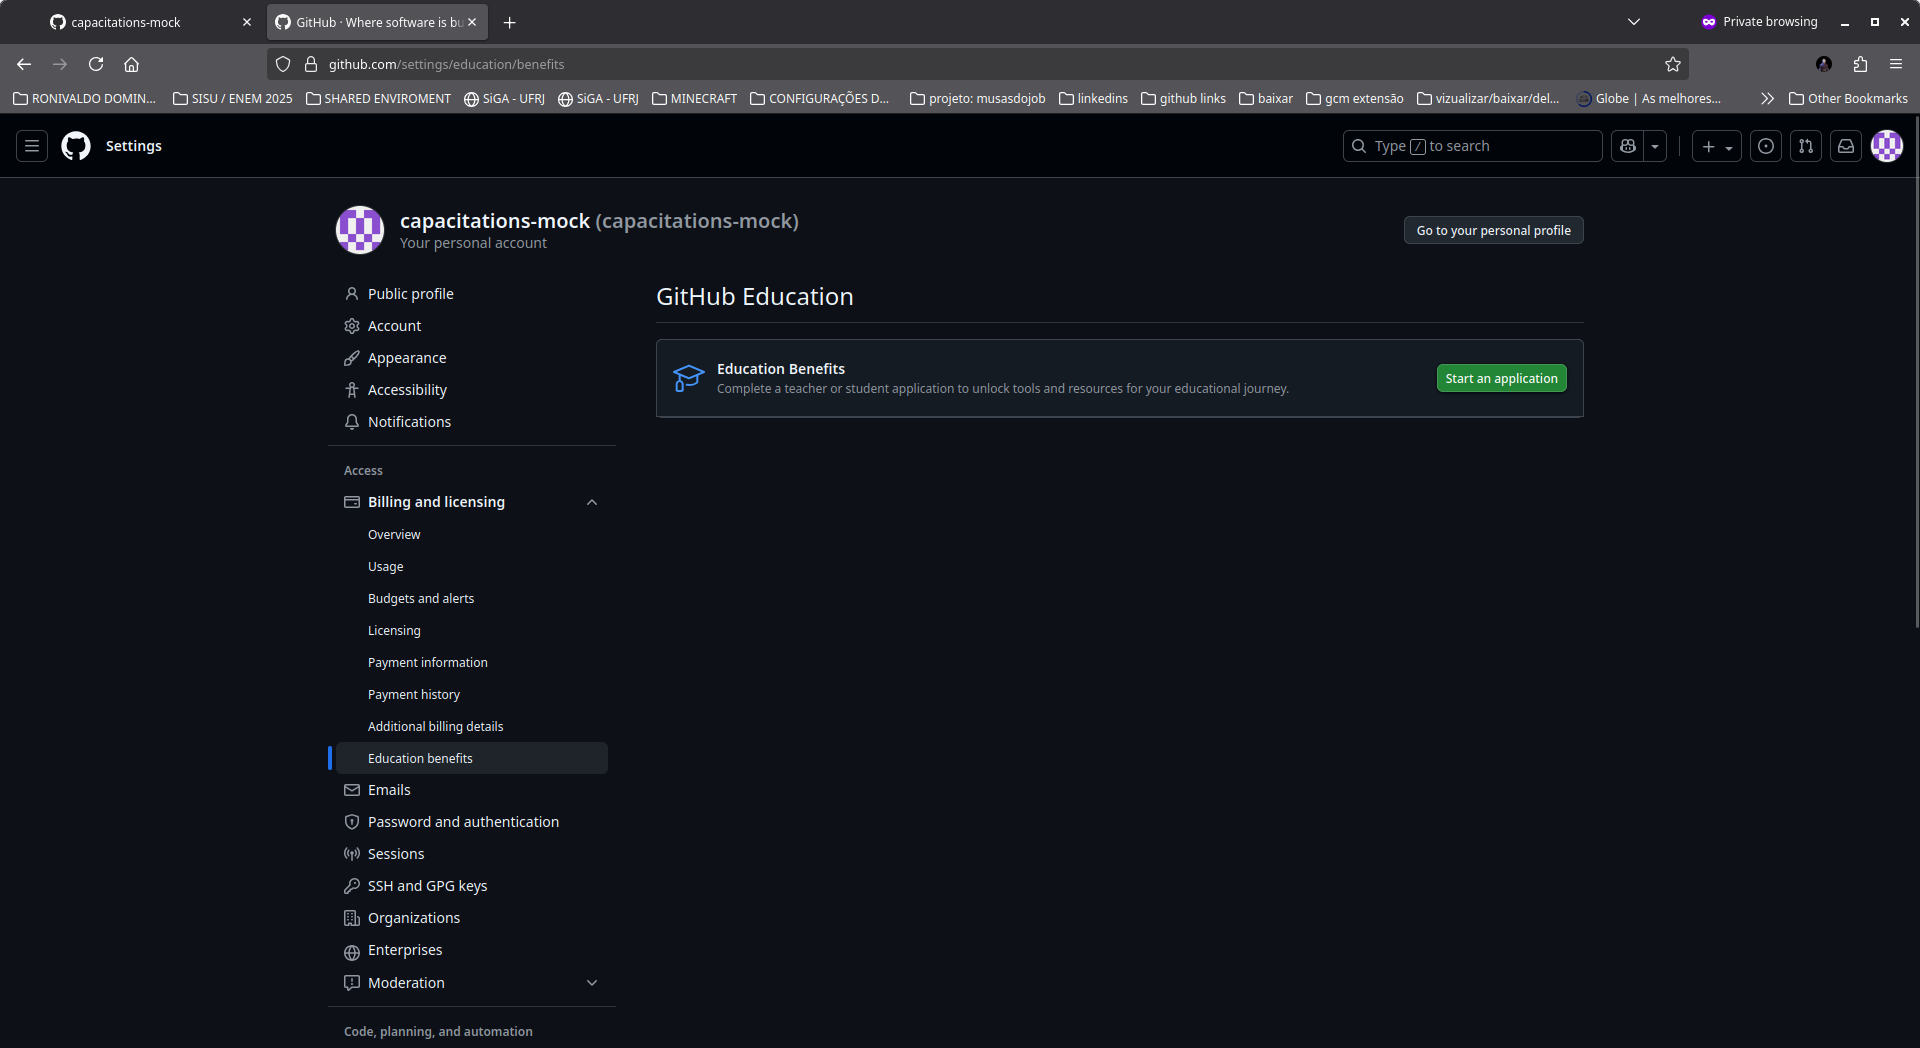 capacitations-mock
GitHub · Where software is bu
Private browsing
github.com/settings/education/benefits
RONIVALDO DOMIN... SISU / ENEM 2025 SHARED ENVIROMENT SiGA - UFRJ SiGA - UFRJ MINECRAFT CONFIGURAÇÕES D... projeto: musasdojob linkedins github links baixar gcm extensão vizualizar/baixar/del... Globe | As melhores... Other Bookmarks
Settings
Type / to search
capacitations-mock (capacitations-mock)
Your personal account
Go to your personal profile
Public profile
Account
Appearance
Accessibility
Notifications
Access
Billing and licensing
Overview
Usage
Budgets and alerts
Licensing
Payment information
Payment history
Additional billing details
Education benefits
Emails
Password and authentication
Sessions
SSH and GPG keys
Organizations
Enterprises
Moderation
Code, planning, and automation
GitHub Education
Education Benefits
Complete a teacher or student application to unlock tools and resources for your educational journey.
Start an application